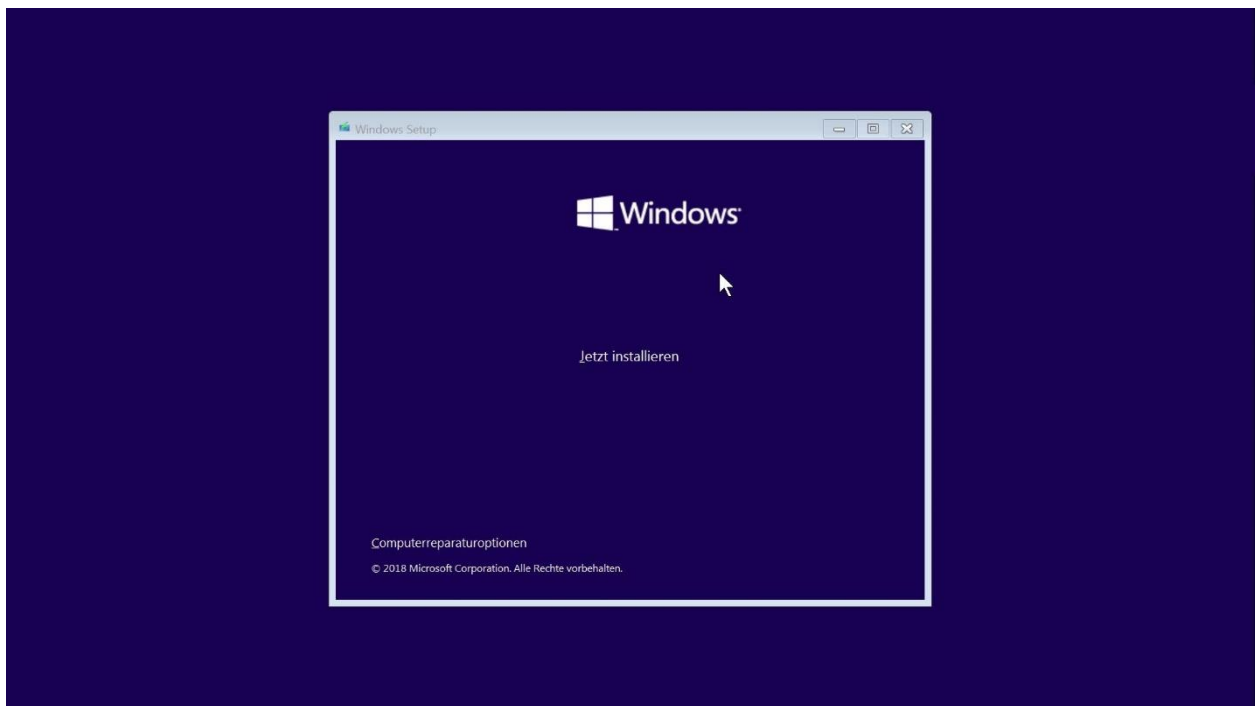 Windows Setup
Windows
Jetzt installieren
Computerreparaturoptionen
© 2018 Microsoft Corporation. Alle Rechte vorbehalten.